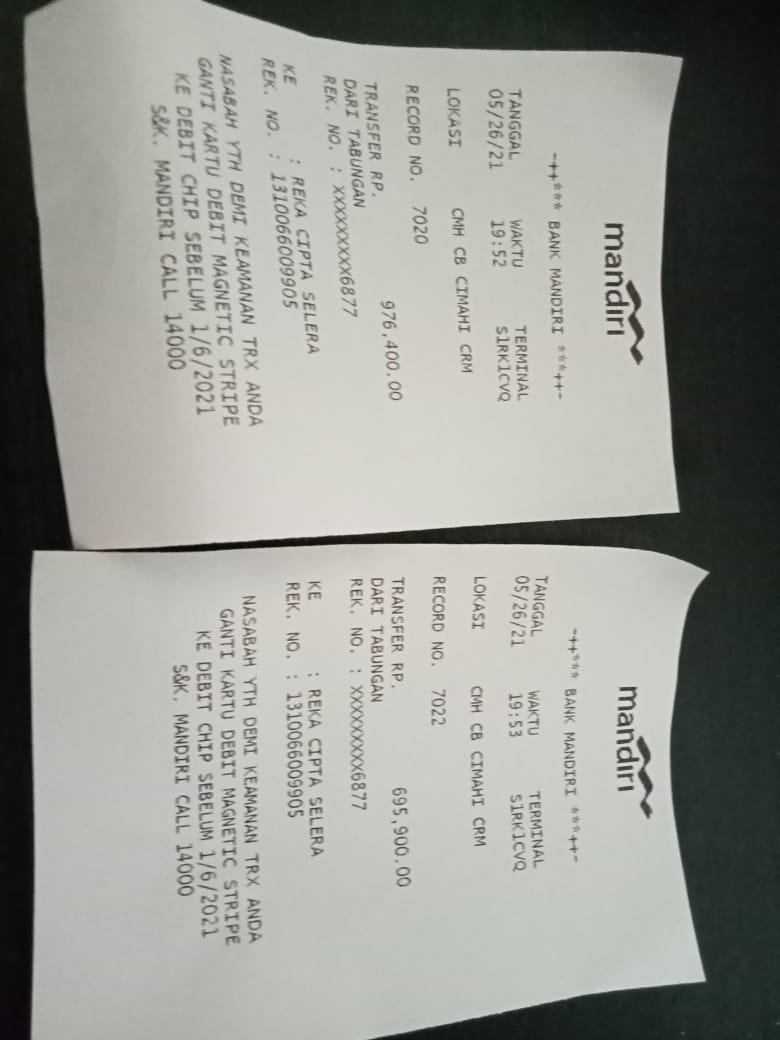 mandiri
-++*** BANK MANDIRI ***++-
TANGGAL WAKTU TERMINAL
05/26/21 19:52 S1RK1CVQ
LOKASI CMH CB CIMAHI CRM
RECORD NO. 7020
TRANSFER RP. 976,400.00
DARI TABUNGAN
REK. NO. : XXXXXXXXX6877
KE : REKA CIPTA SELERA
REK. NO. : 1310066009905
NASABAH YTH DEMI KEAMANAN TRX ANDA
GANTI KARTU DEBIT MAGNETIC STRIPE
KE DEBIT CHIP SEBELUM 1/6/2021
S&K. MANDIRI CALL 14000
mandiri
-++*** BANK MANDIRI ***++-
TANGGAL WAKTU TERMINAL
05/26/21 19:53 S1RK1CVQ
LOKASI CMH CB CIMAHI CRM
RECORD NO. 7022
TRANSFER RP. 695,900.00
DARI TABUNGAN
REK. NO. : XXXXXXXXX6877
KE : REKA CIPTA SELERA
REK. NO. : 1310066009905
NASABAH YTH DEMI KEAMANAN TRX ANDA
GANTI KARTU DEBIT MAGNETIC STRIPE
KE DEBIT CHIP SEBELUM 1/6/2021
S&K. MANDIRI CALL 14000